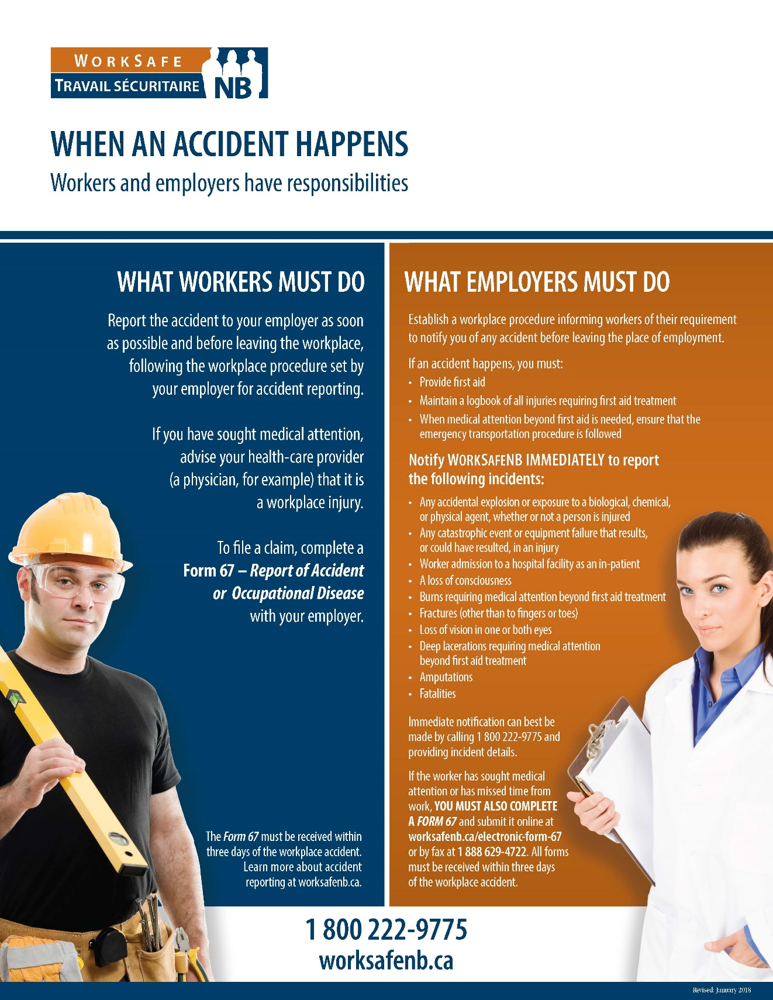 WORKSAFE
TRAVAIL SÉCURITAIRE
NB
WHEN AN ACCIDENT HAPPENS
Workers and employers have responsibilities
WHAT WORKERS MUST DO
Report the accident to your employer as soon
as possible and before leaving the workplace,
following the workplace procedure set by
your employer for accident reporting.
If you have sought medical attention,
advise your health-care provider
(a physician, for example) that it is
a workplace injury.
To file a claim, complete a
Form 67 – Report of Accident
or Occupational Disease
with your employer.
The Form 67 must be received within
three days of the workplace accident.
Learn more about accident
reporting at worksafenb.ca.
WHAT EMPLOYERS MUST DO
Establish a workplace procedure informing workers of their requirement
to notify you of any accident before leaving the place of employment.
If an accident happens, you must:
• Provide first aid
• Maintain a logbook of all injuries requiring first aid treatment
• When medical attention beyond first aid is needed, ensure that the
emergency transportation procedure is followed
Notify WORKSAFENB IMMEDIATELY to report
the following incidents:
• Any accidental explosion or exposure to a biological, chemical,
or physical agent, whether or not a person is injured
• Any catastrophic event or equipment failure that results,
or could have resulted, in an injury
• Worker admission to a hospital facility as an in-patient
• A loss of consciousness
• Burns requiring medical attention beyond first aid treatment
• Fractures (other than to fingers or toes)
• Loss of vision in one or both eyes
• Deep lacerations requiring medical attention
beyond first aid treatment
• Amputations
• Fatalities
Immediate notification can best be
made by calling 1 800 222-9775 and
providing incident details.
If the worker has sought medical
attention or has missed time from
work, YOU MUST ALSO COMPLETE
A FORM 67 and submit it online at
worksafenb.ca/electronic-form-67
or by fax at 1 888 629-4722. All forms
must be received within three days
of the workplace accident.
1 800 222-9775
worksafenb.ca
Revised: January 2018